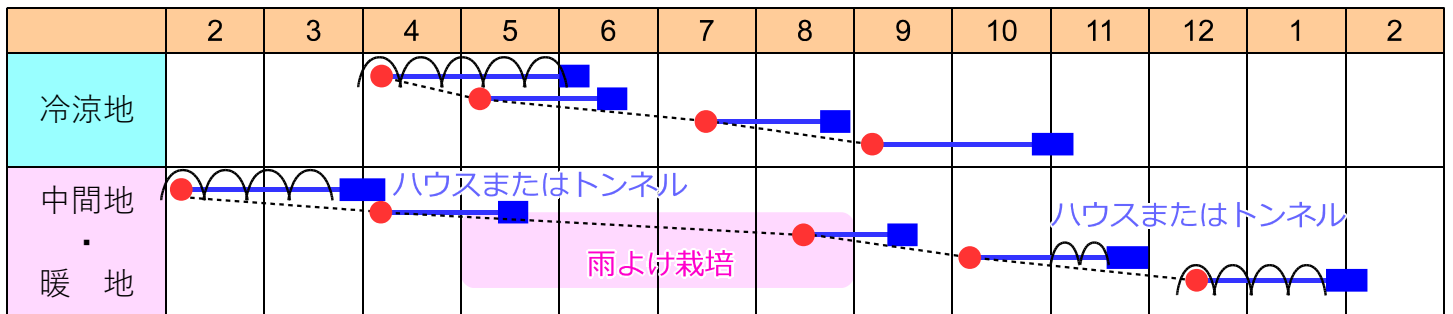 2 3 4 5 6 7 8 9 10 11 12 1 2
冷涼地
中間地
・
暖　地
ハウスまたはトンネル
ハウスまたはトンネル
雨よけ栽培